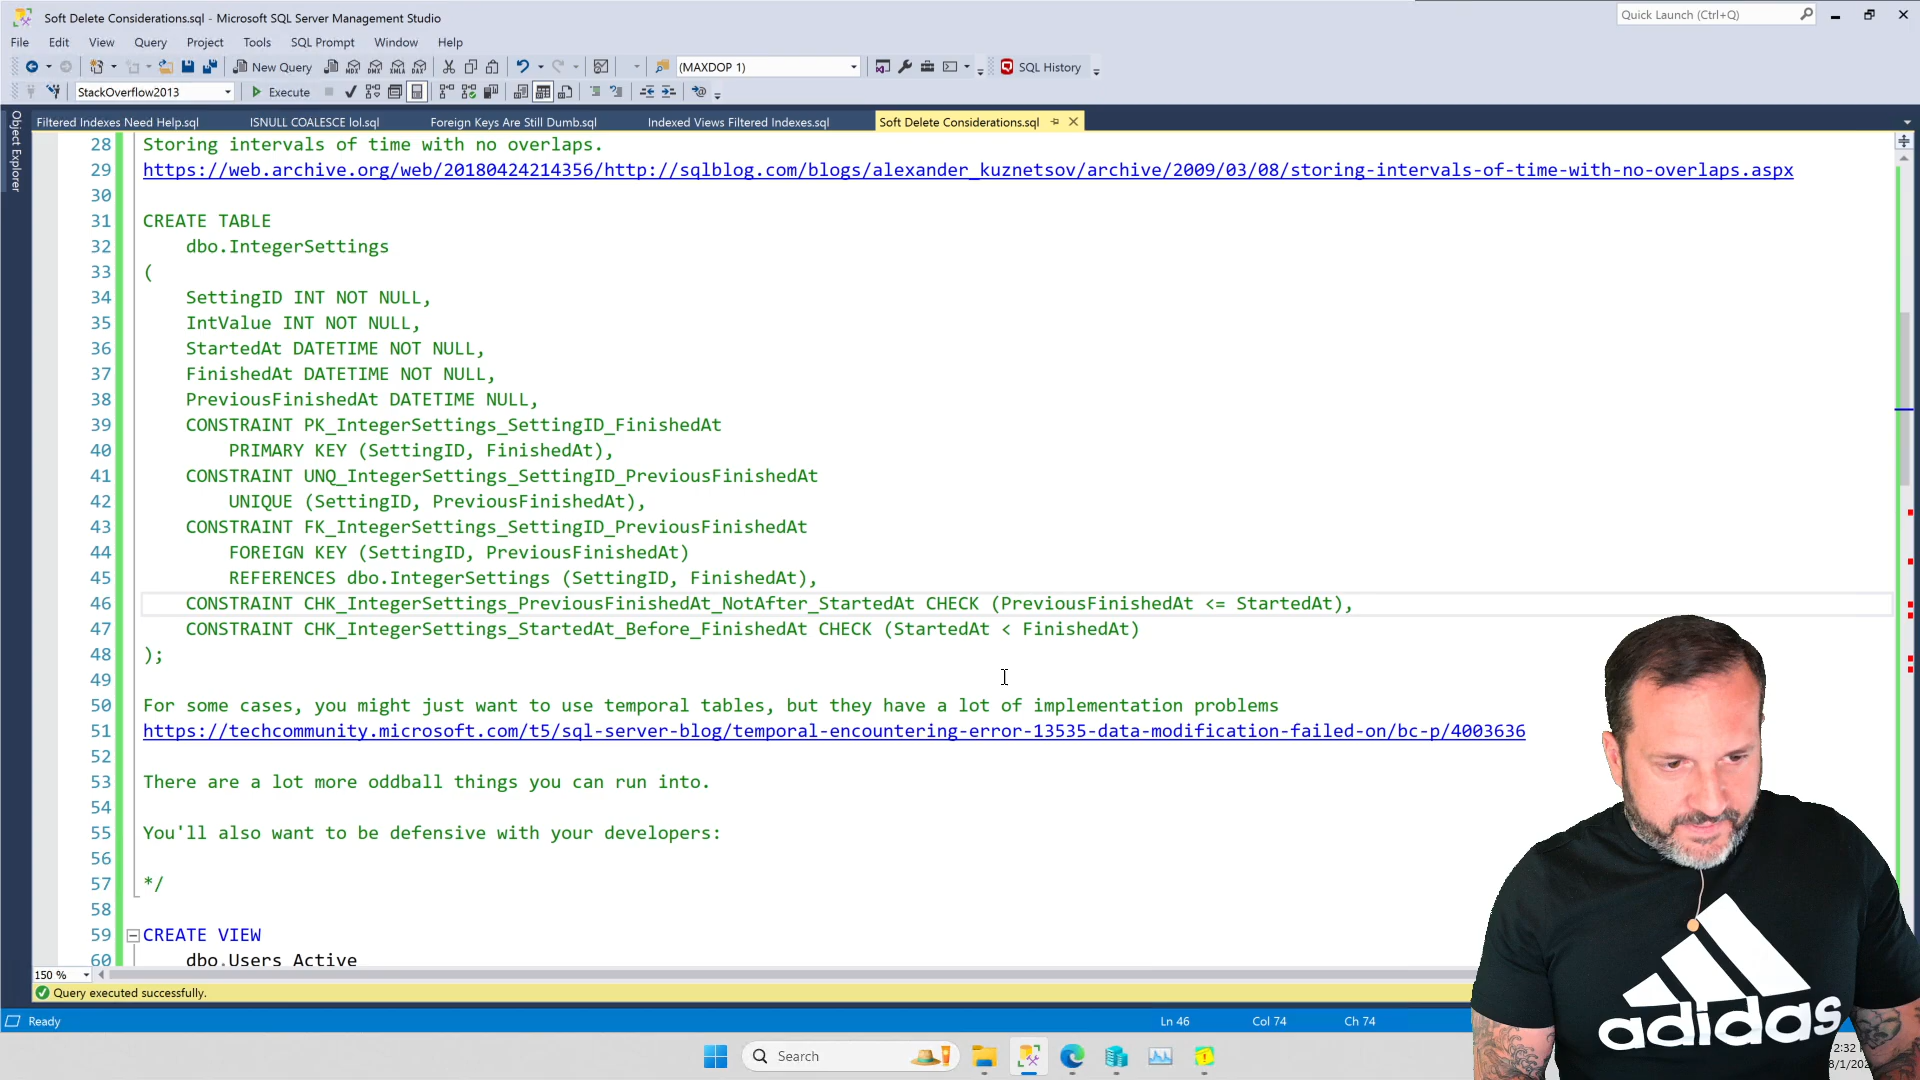 Soft Delete Considerations.sql - Microsoft SQL Server Management Studio
Quick Launch (Ctrl+Q)
File Edit View Query Project Tools SQL Prompt Window Help
New Query MDX DMX XMLA DAX (MAXDOP 1) SQL History
StackOverflow2013 Execute
Object Explorer
Filtered Indexes Need Help.sql ISNULL COALESCE lol.sql Foreign Keys Are Still Dumb.sql Indexed Views Filtered Indexes.sql Soft Delete Considerations.sql
28 Storing intervals of time with no overlaps.
29 https://web.archive.org/web/20180424214356/http://sqlblog.com/blogs/alexander_kuznetsov/archive/2009/03/08/storing-intervals-of-time-with-no-overlaps.aspx
30
31 CREATE TABLE
32 dbo.IntegerSettings
33 (
34 SettingID INT NOT NULL,
35 IntValue INT NOT NULL,
36 StartedAt DATETIME NOT NULL,
37 FinishedAt DATETIME NOT NULL,
38 PreviousFinishedAt DATETIME NULL,
39 CONSTRAINT PK_IntegerSettings_SettingID_FinishedAt
40 PRIMARY KEY (SettingID, FinishedAt),
41 CONSTRAINT UNQ_IntegerSettings_SettingID_PreviousFinishedAt
42 UNIQUE (SettingID, PreviousFinishedAt),
43 CONSTRAINT FK_IntegerSettings_SettingID_PreviousFinishedAt
44 FOREIGN KEY (SettingID, PreviousFinishedAt)
45 REFERENCES dbo.IntegerSettings (SettingID, FinishedAt),
46 CONSTRAINT CHK_IntegerSettings_PreviousFinishedAt_NotAfter_StartedAt CHECK (PreviousFinishedAt <= StartedAt),
47 CONSTRAINT CHK_IntegerSettings_StartedAt_Before_FinishedAt CHECK (StartedAt < FinishedAt)
48 );
49
50 For some cases, you might just want to use temporal tables, but they have a lot of implementation problems
51 https://techcommunity.microsoft.com/t5/sql-server-blog/temporal-encountering-error-13535-data-modification-failed-on/bc-p/4003636
52
53 There are a lot more oddball things you can run into.
54
55 You'll also want to be defensive with your developers:
56
57 */
58
59 CREATE VIEW
60 dbo.Users_Active
150 %
Query executed successfully.
Ready Ln 46 Col 74 Ch 74
Search
adidas